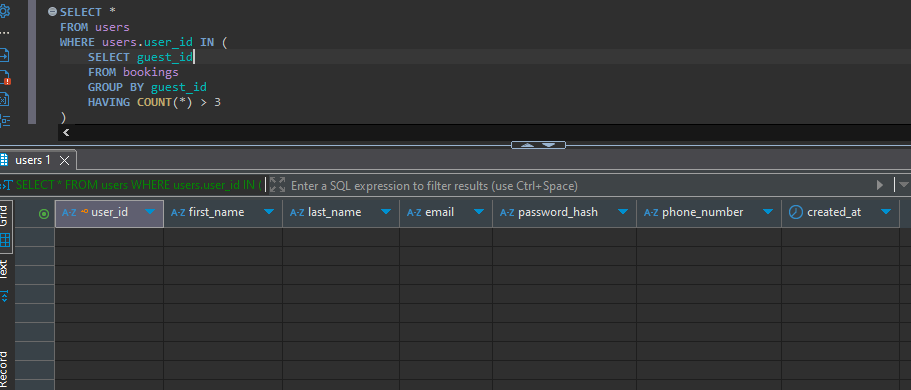 SELECT *
FROM users
WHERE users.user_id IN (
SELECT guest_id
FROM bookings
GROUP BY guest_id
HAVING COUNT(*) > 3
)
users 1
SELECT * FROM users WHERE users.user_id IN (
Enter a SQL expression to filter results (use Ctrl+Space)
Grid
A-Z user_id
A-Z first_name
A-Z last_name
A-Z email
A-Z password_hash
A-Z phone_number
created_at
Text
Record